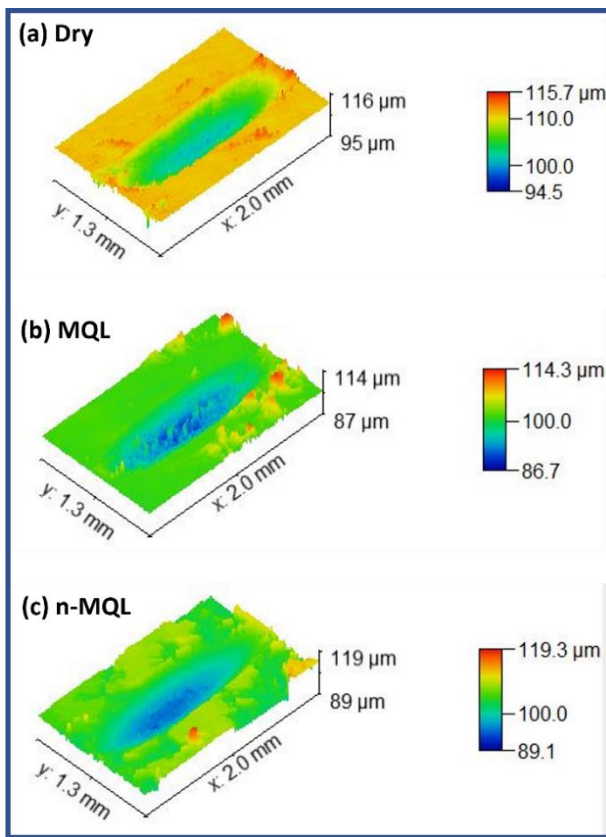 (a) Dry
116 µm
95 µm
y: 1.3 mm
x: 2.0 mm
115.7 µm
110.0
100.0
94.5
(b) MQL
114 µm
87 µm
y: 1.3 mm
x: 2.0 mm
114.3 µm
100.0
86.7
(c) n-MQL
119 µm
89 µm
y: 1.3 mm
x: 2.0 mm
119.3 µm
100.0
89.1